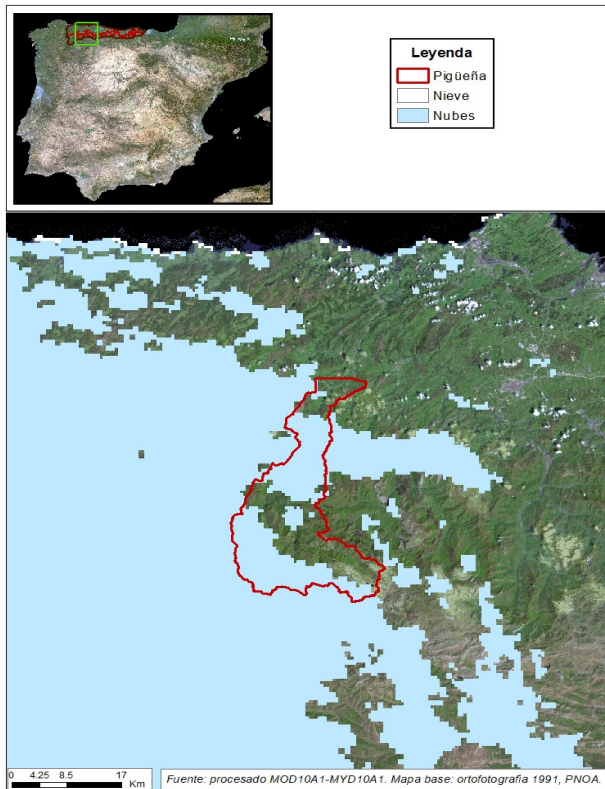 Leyenda
Pigüeña
Nieve
Nubes
0 4.25 8.5 17
Km
Fuente: procesado MOD10A1-MYD10A1. Mapa base: ortofotografia 1991, PNOA.